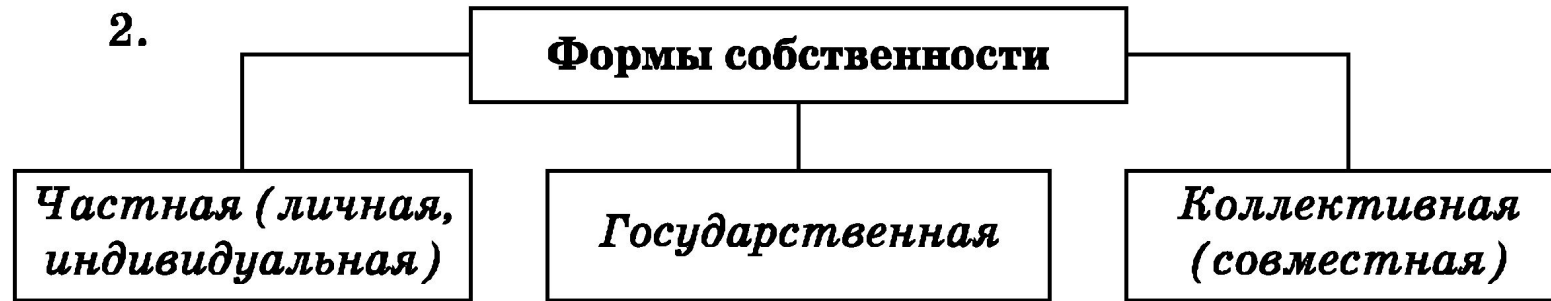 2.
Формы собственности
Частная (личная,
индивидуальная)
Государственная
Коллективная
(совместная)